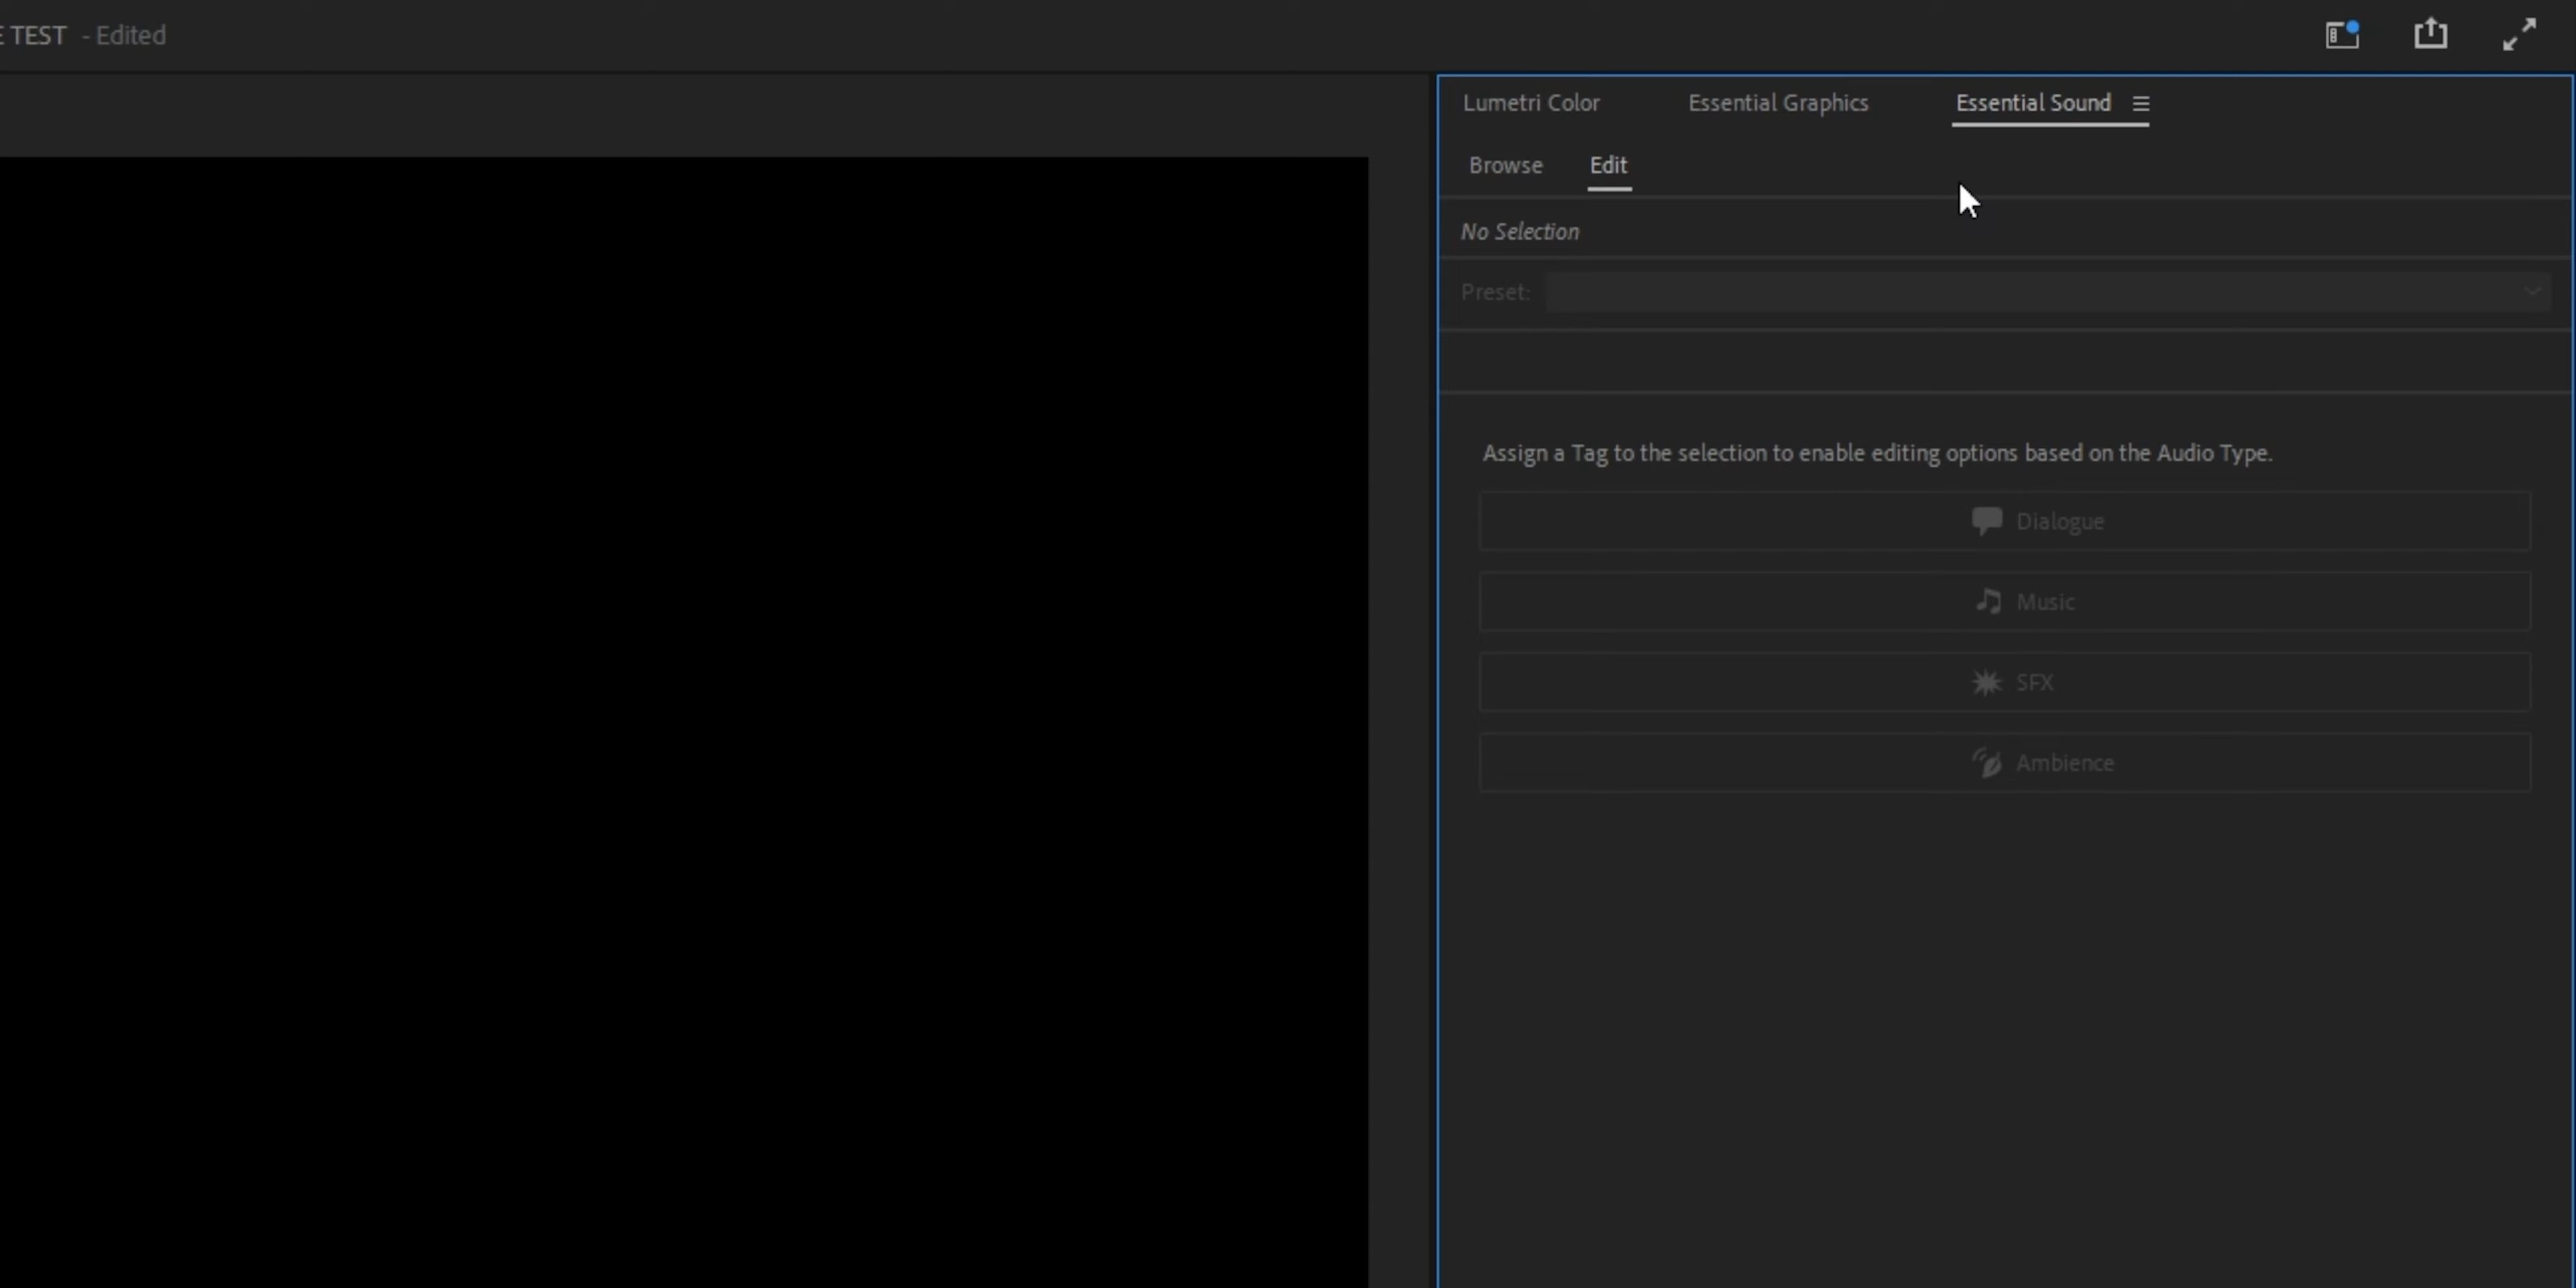 E TEST - Edited
Lumetri Color Essential Graphics Essential Sound
Browse Edit
No Selection
Preset:
Assign a Tag to the selection to enable editing options based on the Audio Type.
Dialogue
Music
SFX
Ambience